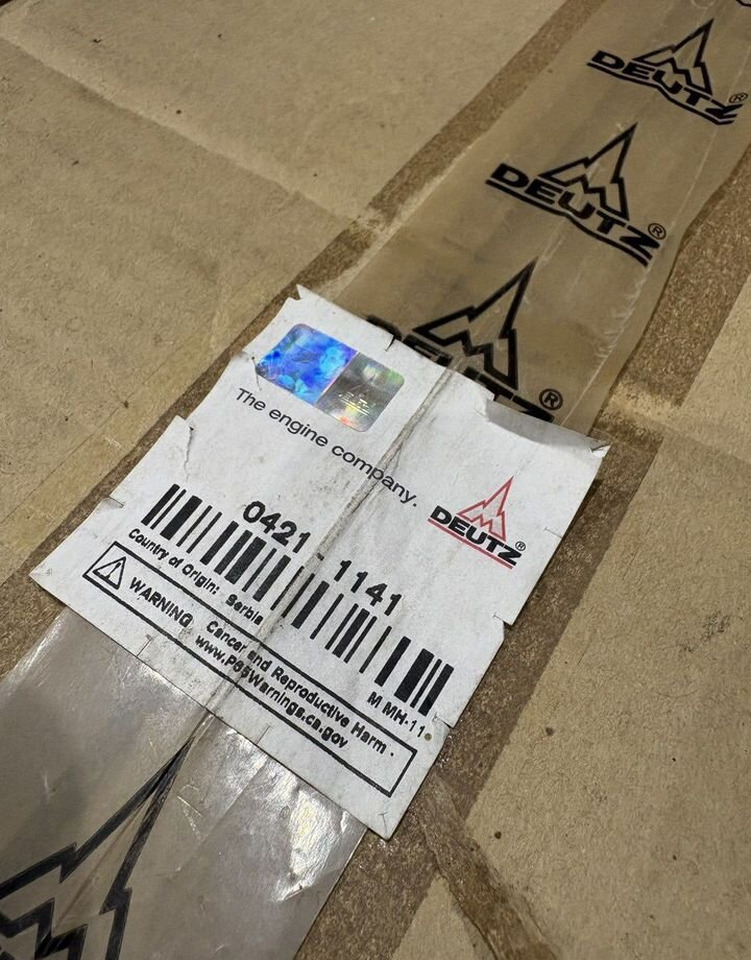 DEUTZ®
DEUTZ®
DEUTZ®
The engine company.
DEUTZ®
0421 1141
Country of Origin: Serbia
M MH-11
WARNING Cancer and Reproductive Harm -
www.P65Warnings.ca.gov